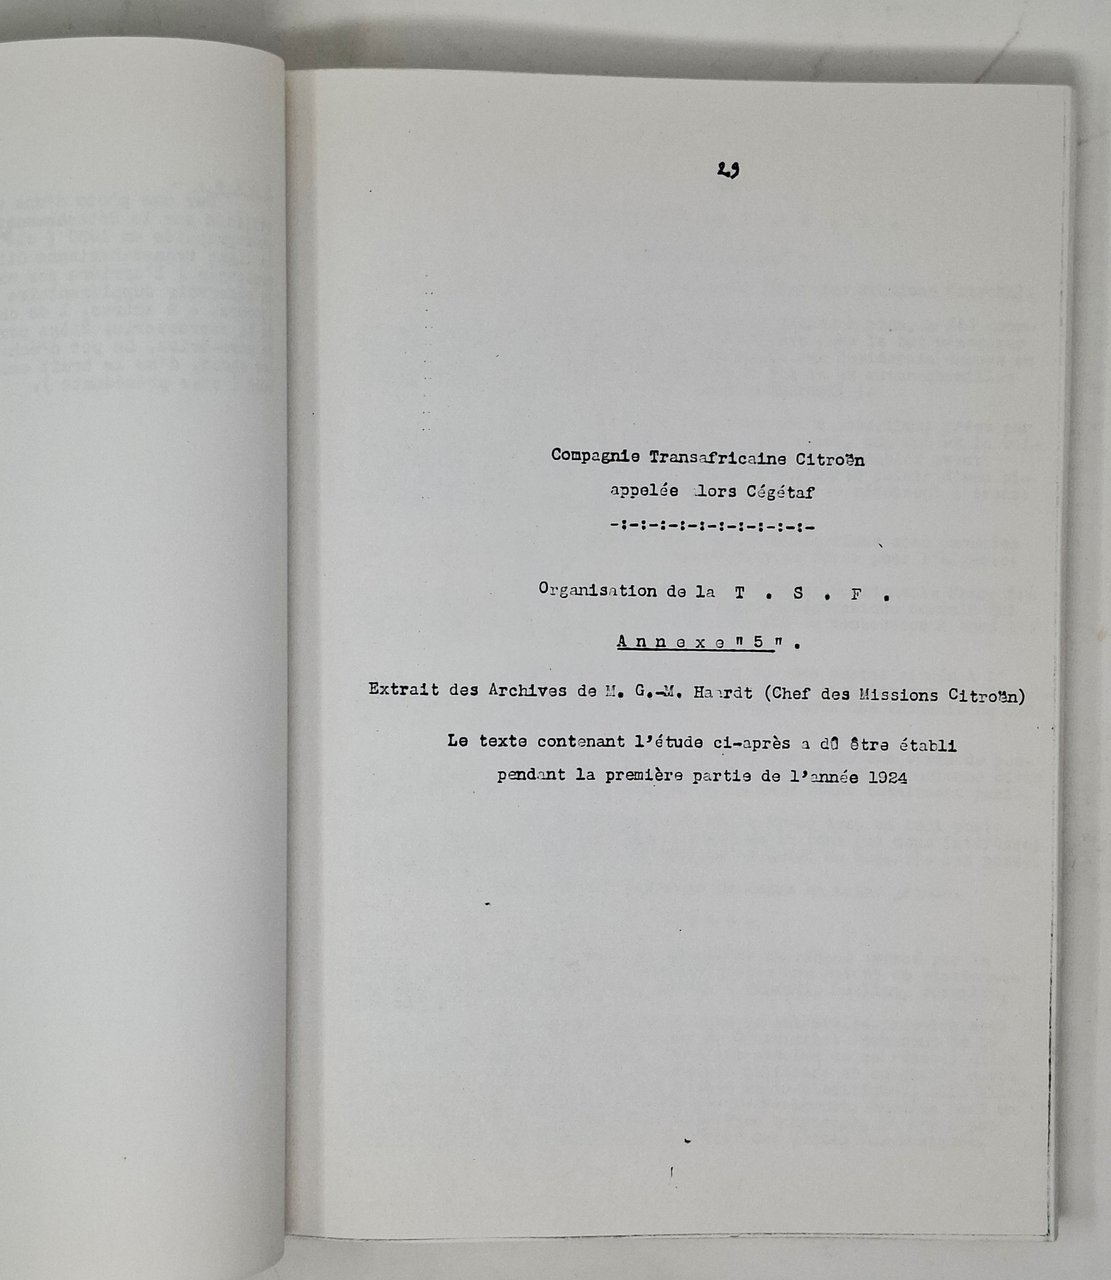 29
Compagnie Transafricaine Citroën
appelée alors Cégétaf
-:-:-:-:-:-:-:-:-:-:-
Organisation de la T . S . F .
A n n e x e " 5 " .
Extrait des Archives de M. G.-M. Haardt (Chef des Missions Citroën)
Le texte contenant l'étude ci-après a dû être établi
pendant la première partie de l'année 1924